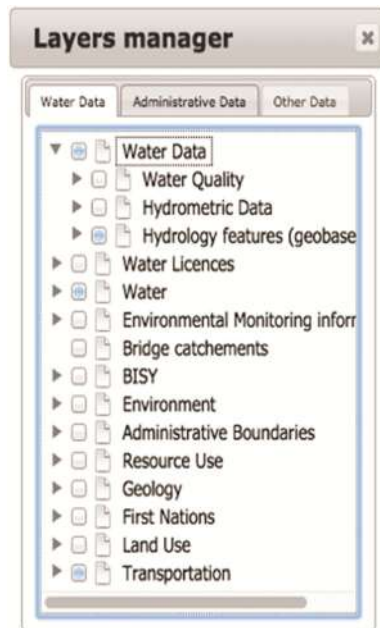 Layers manager
Water Data Administrative Data Other Data
Water Data
Water Quality
Hydrometric Data
Hydrology features (geobase
Water Licences
Water
Environmental Monitoring inforr
Bridge catchements
BISY
Environment
Administrative Boundaries
Resource Use
Geology
First Nations
Land Use
Transportation